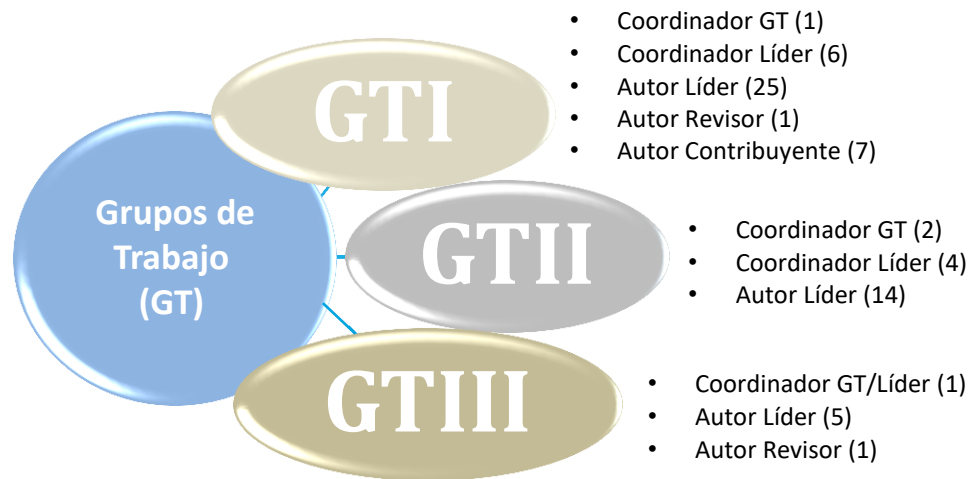 Grupos de
Trabajo
(GT)
GTI
• Coordinador GT (1)
• Coordinador Líder (6)
• Autor Líder (25)
• Autor Revisor (1)
• Autor Contribuyente (7)
GTII
• Coordinador GT (2)
• Coordinador Líder (4)
• Autor Líder (14)
GTIII
• Coordinador GT/Líder (1)
• Autor Líder (5)
• Autor Revisor (1)